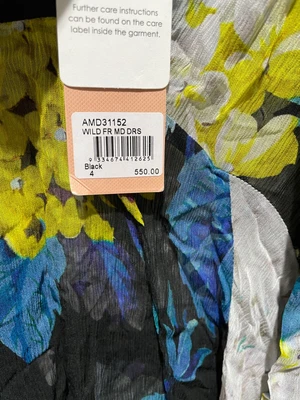 Further care instructions
can be found on the care
label inside the garment.
AMD31152
WILD FR MD DRS
9334674412625
Black
4 550.00